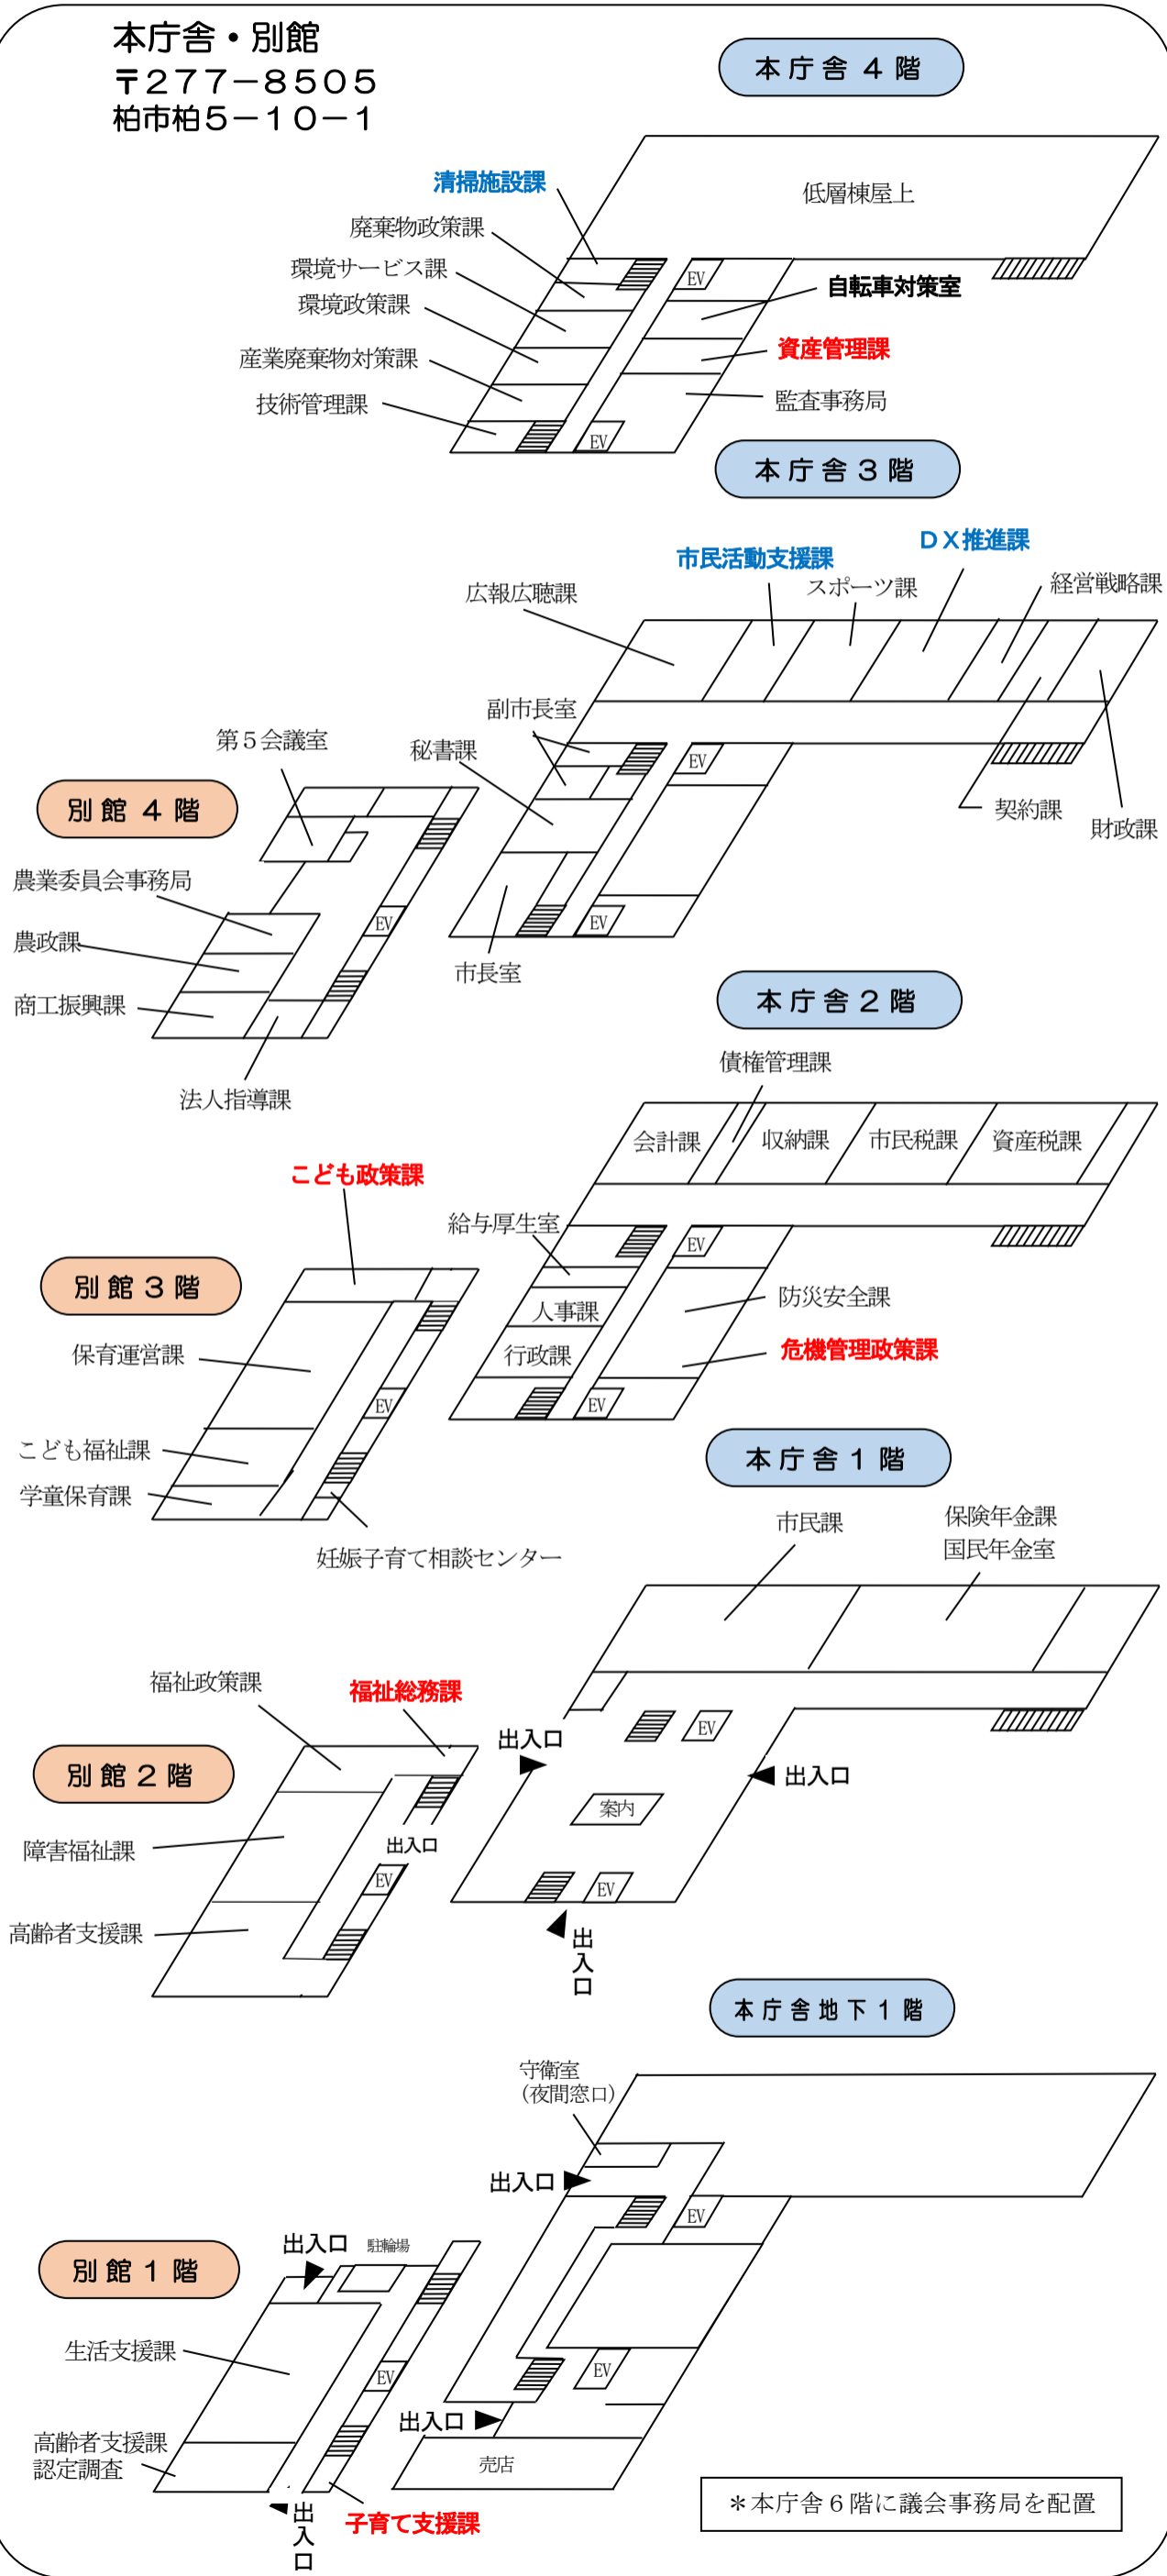 本庁舎・別館
〒277-8505
柏市柏5-10-1
本庁舎4階
清掃施設課
低層棟屋上
廃棄物政策課
環境サービス課
EV
自転車対策室
環境政策課
資産管理課
産業廃棄物対策課
監査事務局
技術管理課
EV
本庁舎3階
DX推進課
市民活動支援課
スポーツ課
経営戦略課
広報広聴課
副市長室
第5会議室
秘書課
EV
別館4階
契約課
財政課
農業委員会事務局
EV
EV
農政課
市長室
商工振興課
法人指導課
本庁舎2階
債権管理課
会計課
収納課
市民税課
資産税課
こども政策課
給与厚生室
EV
別館3階
人事課
防災安全課
保育運営課
行政課
危機管理政策課
EV
EV
こども福祉課
学童保育課
妊娠子育て相談センター
本庁舎1階
市民課
保険年金課
国民年金室
福祉政策課
福祉総務課
出入口
EV
別館2階
出入口
案内
障害福祉課
出入口
EV
EV
高齢者支援課
出入口
本庁舎地下1階
守衛室
(夜間窓口)
出入口
EV
出入口
駐輪場
別館1階
生活支援課
EV
EV
出入口
高齢者支援課
認定調査
売店
出入口
子育て支援課
＊本庁舎6階に議会事務局を配置